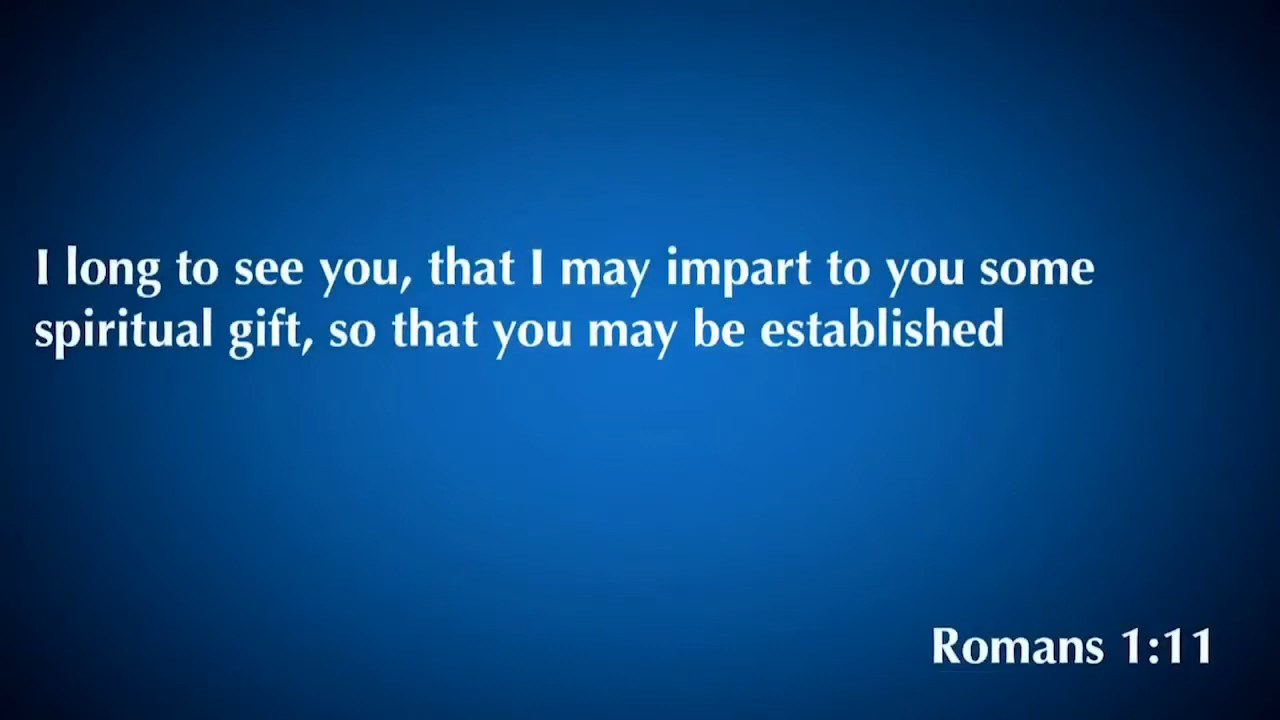 I long to see you, that I may impart to you some
spiritual gift, so that you may be established
Romans 1:11